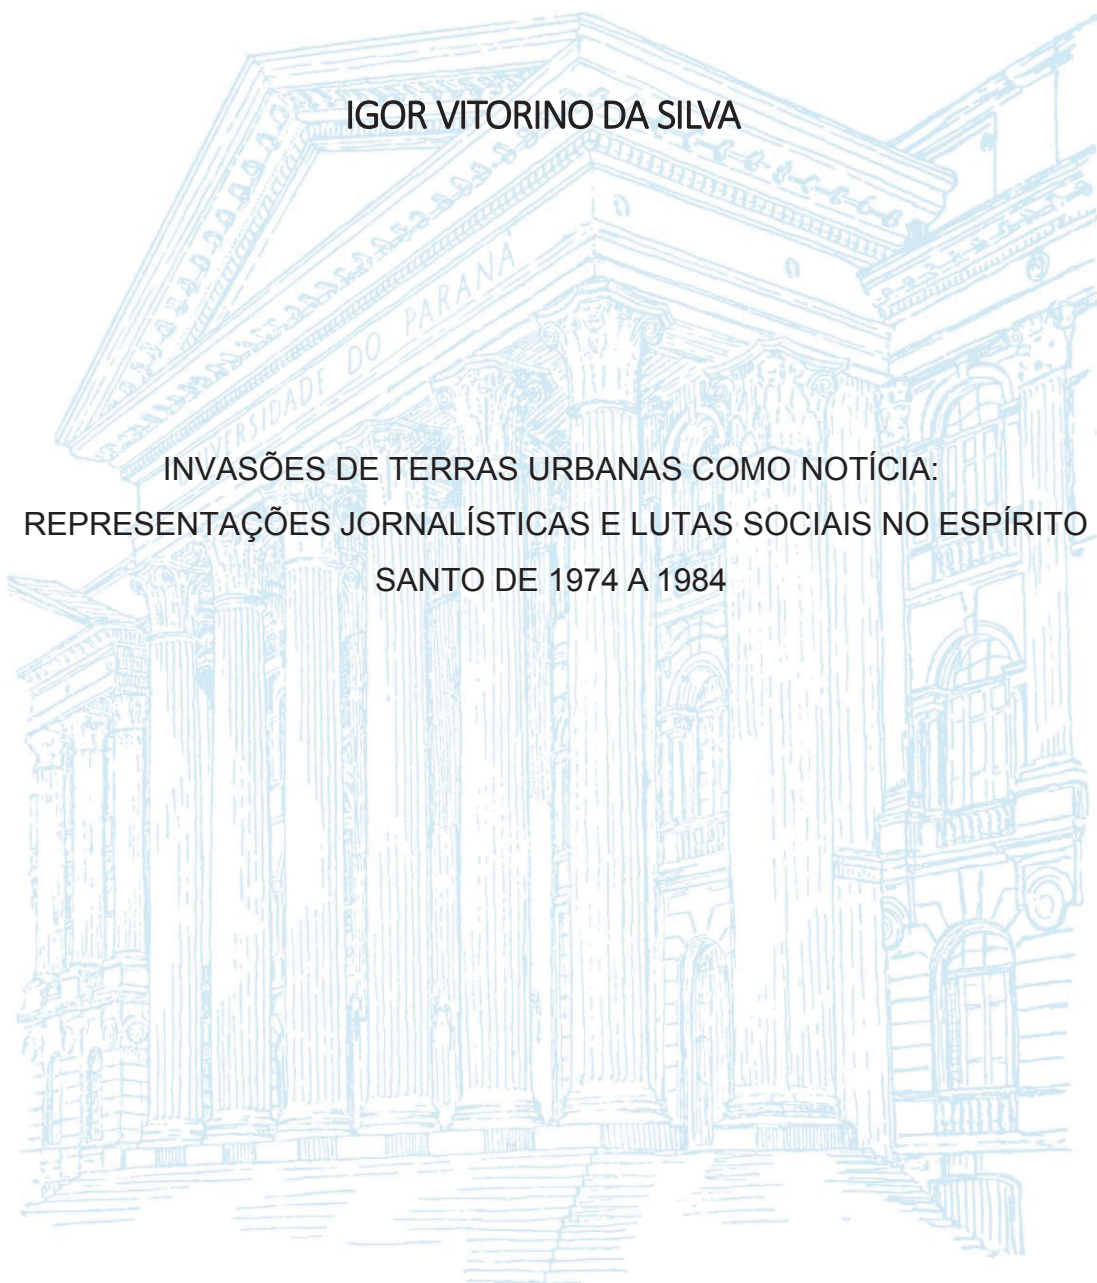 IGOR VITORINO DA SILVA
UNIVERSIDADE DO PARANÁ
INVASÕES DE TERRAS URBANAS COMO NOTÍCIA:
REPRESENTAÇÕES JORNALÍSTICAS E LUTAS SOCIAIS NO ESPÍRITO
SANTO DE 1974 A 1984